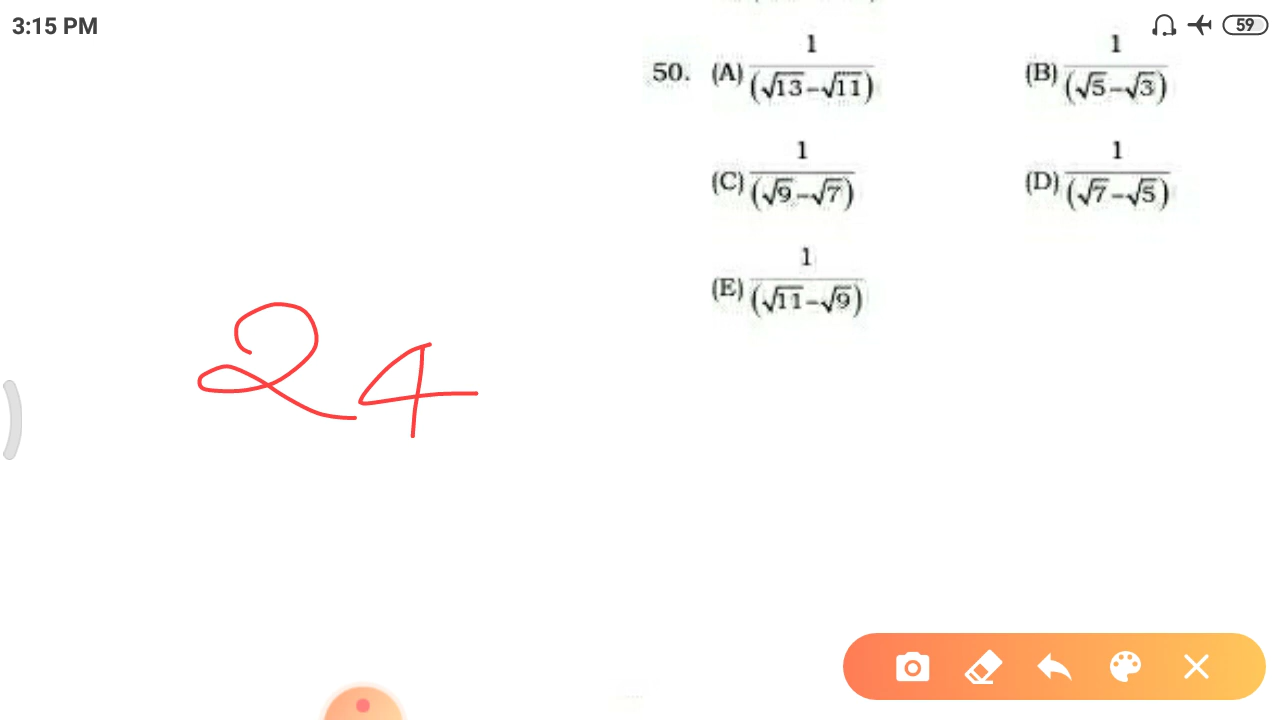 3:15 PM
59
50. (A) 1/(√13-√11) (B) 1/(√5-√3)
(C) 1/(√9-√7) (D) 1/(√7-√5)
(E) 1/(√11-√9)
24